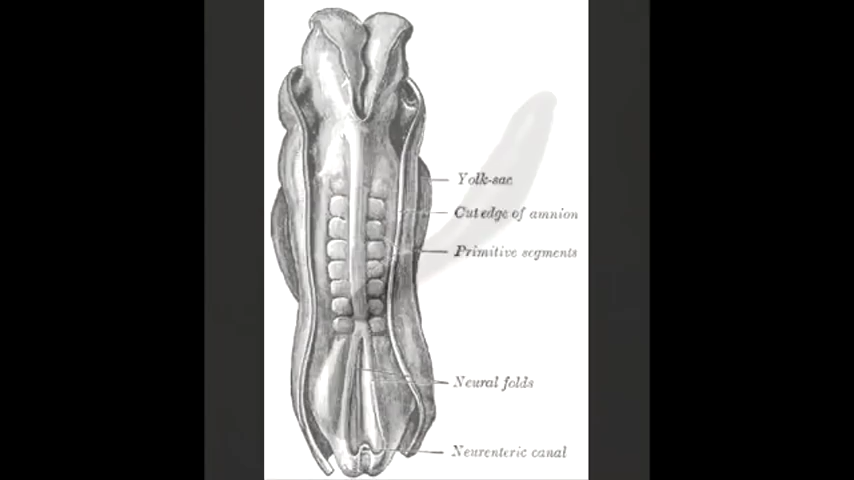 Yolk-sac
Cut edge of amnion
Primitive segments
Neural folds
Neurenteric canal